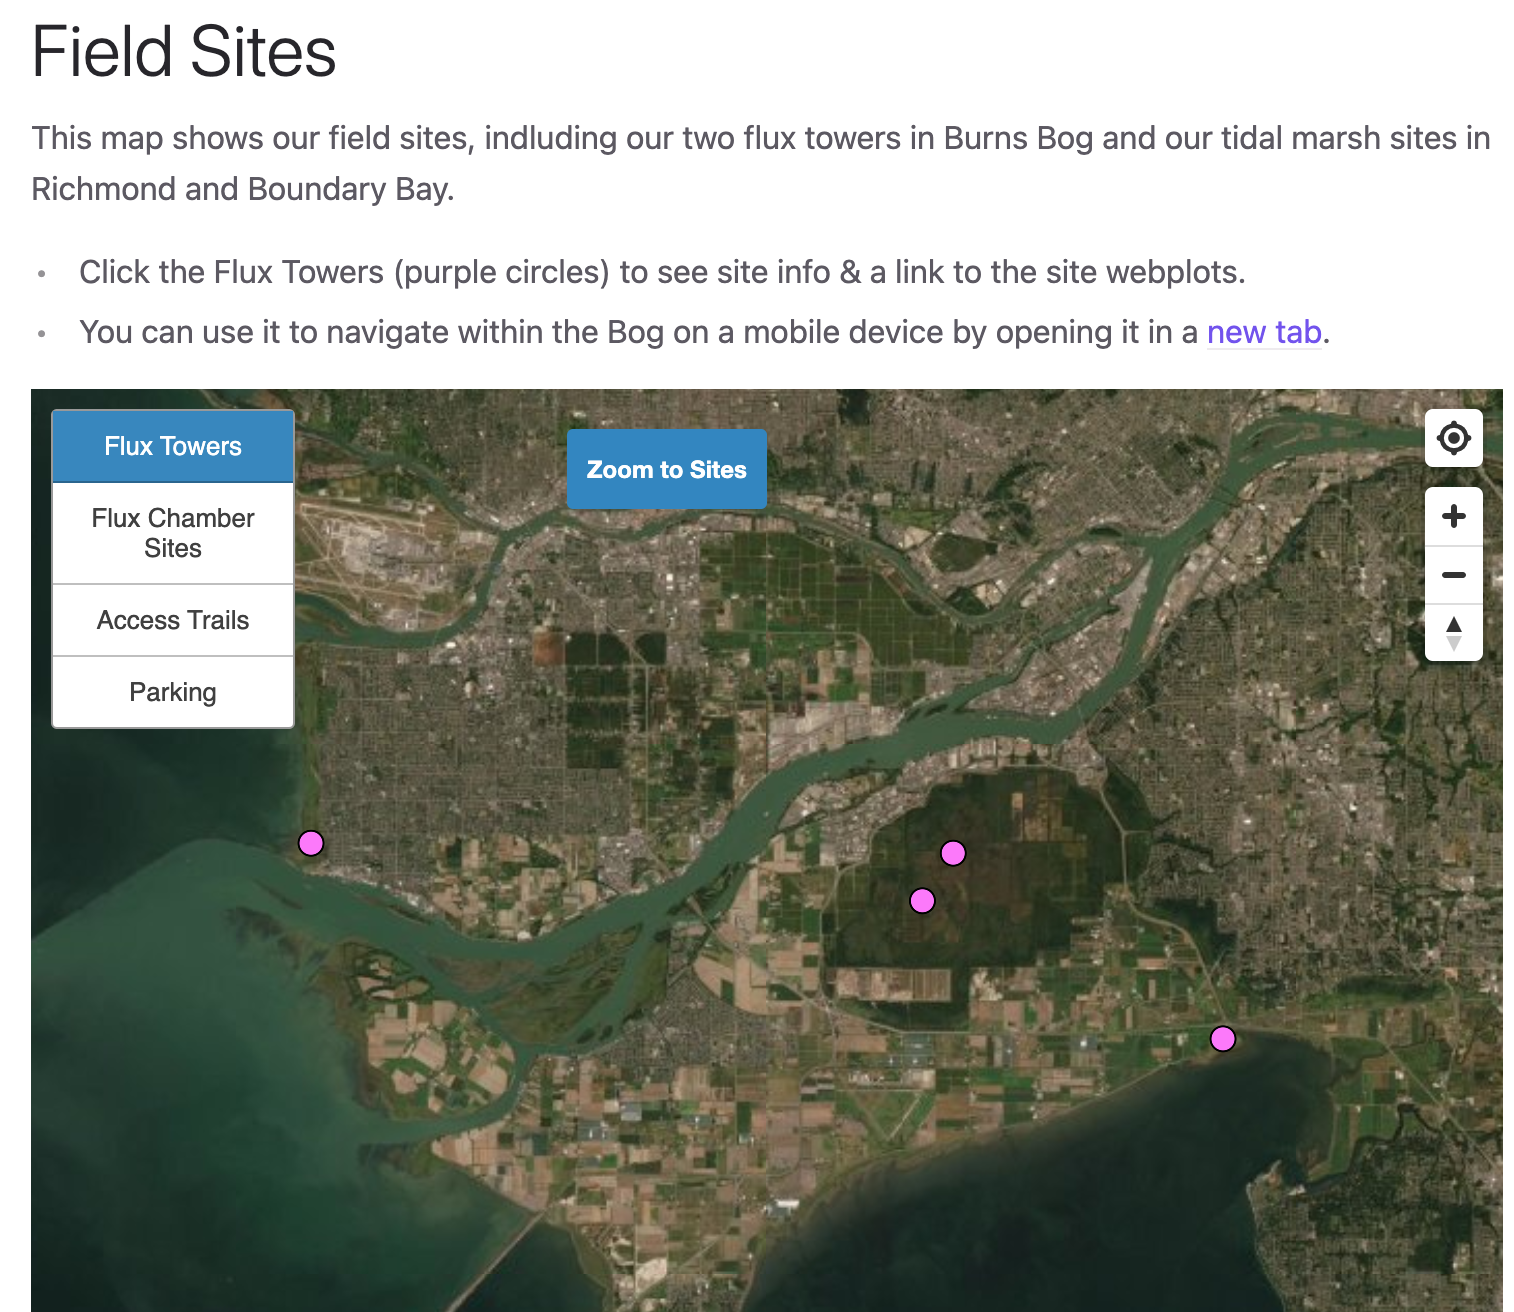 Field Sites
This map shows our field sites, indluding our two flux towers in Burns Bog and our tidal marsh sites in
Richmond and Boundary Bay.
• Click the Flux Towers (purple circles) to see site info & a link to the site webplots.
• You can use it to navigate within the Bog on a mobile device by opening it in a new tab.
Flux Towers
Zoom to Sites
Flux Chamber
Sites
Access Trails
Parking